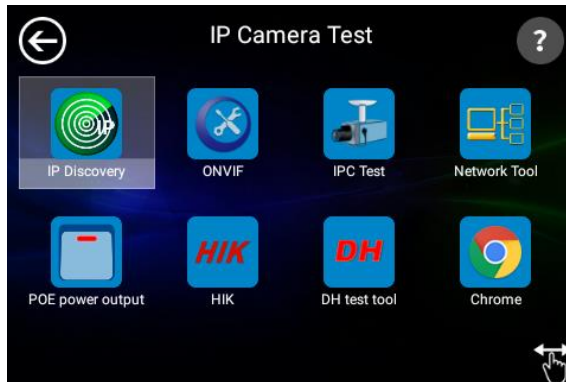 IP Camera Test
?
IP
IP Discovery
ONVIF
IPC Test
Network Tool
HIK
DH
POE power output
HIK
DH test tool
Chrome